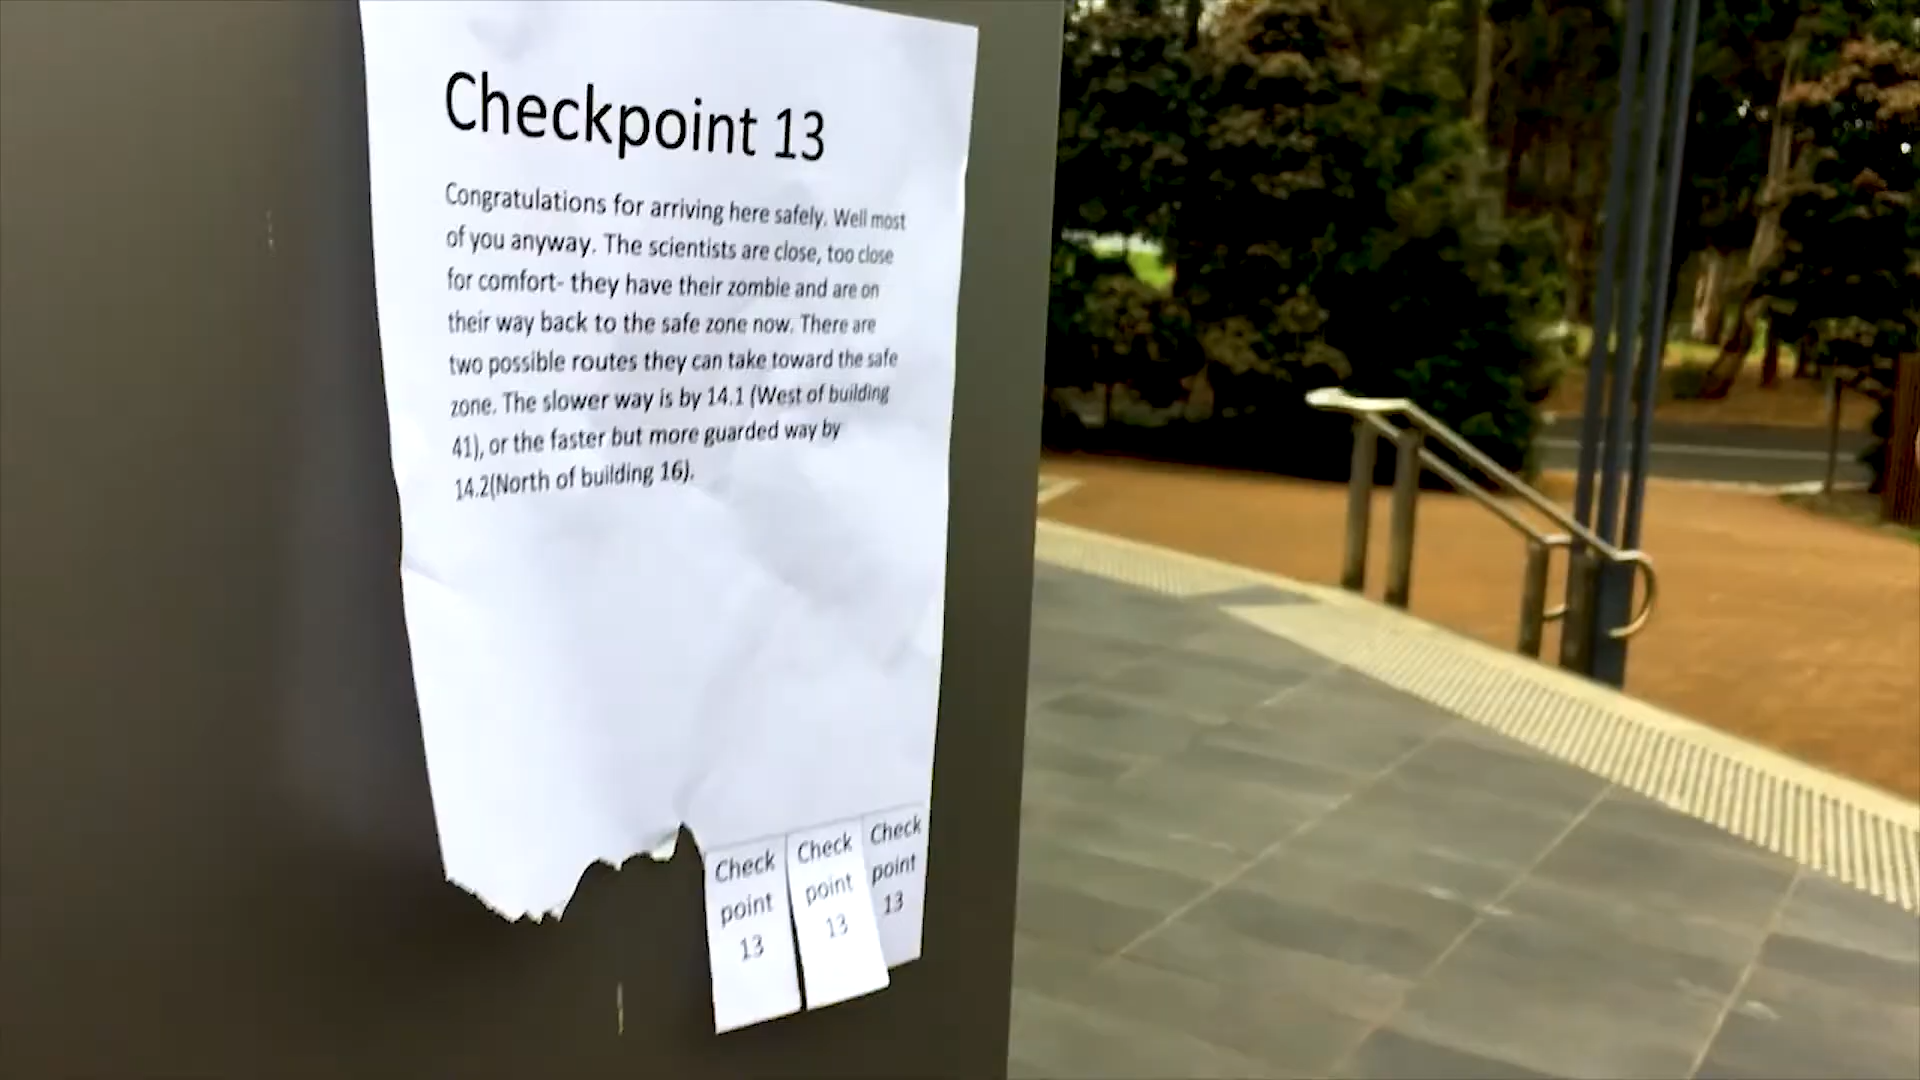 Checkpoint 13
Congratulations for arriving here safely. Well most
of you anyway. The scientists are close, too close
for comfort- they have their zombie and are on
their way back to the safe zone now. There are
two possible routes they can take toward the safe
zone. The slower way is by 14.1 (West of building
41), or the faster but more guarded way by
14.2(North of building 16).
Check
point
13
Check
point
13
Check
point
13